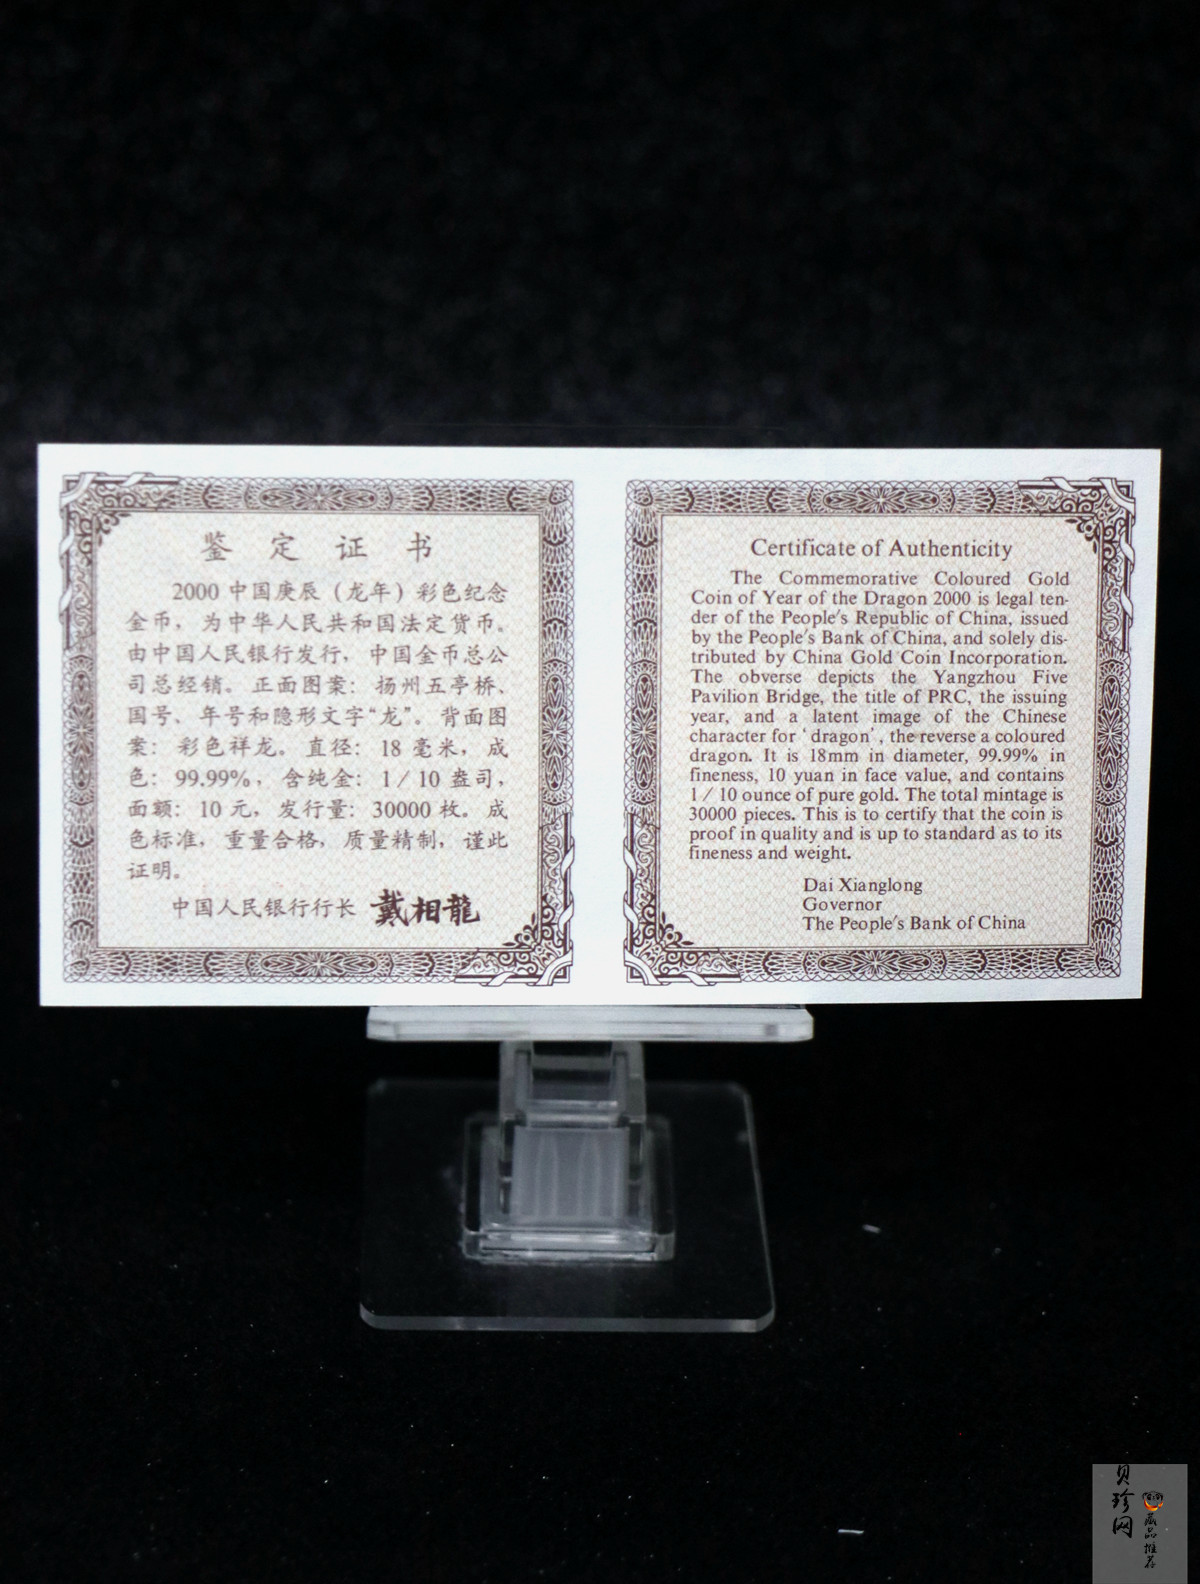 鉴 定 证 书
2000 中国庚辰（龙年）彩色纪念
金币，为中华人民共和国法定货币。
由中国人民银行发行，中国金币总公
司总经销。正面图案：扬州五亭桥、
国号、年号和隐形文字“龙”。背面图
案：彩色祥龙。直径：18 毫米，成
色：99.99%，含纯金：1／10 盎司，
面额：10 元，发行量：30000 枚。成
色标准，重量合格，质量精制，谨此
证明。
中国人民银行行长 戴相龍
Certificate of Authenticity
The Commemorative Coloured Gold
Coin of Year of the Dragon 2000 is legal ten-
der of the People's Republic of China, issued
by the People's Bank of China, and solely dis-
tributed by China Gold Coin Incorporation.
The obverse depicts the Yangzhou Five
Pavilion Bridge, the title of PRC, the issuing
year, and a latent image of the Chinese
character for ‘dragon’, the reverse a coloured
dragon. It is 18mm in diameter, 99.99% in
fineness, 10 yuan in face value, and contains
1／10 ounce of pure gold. The total mintage is
30000 pieces. This is to certify that the coin is
proof in quality and is up to standard as to its
fineness and weight.
Dai Xianglong
Governor
The People's Bank of China
贝珍网
藏品推荐